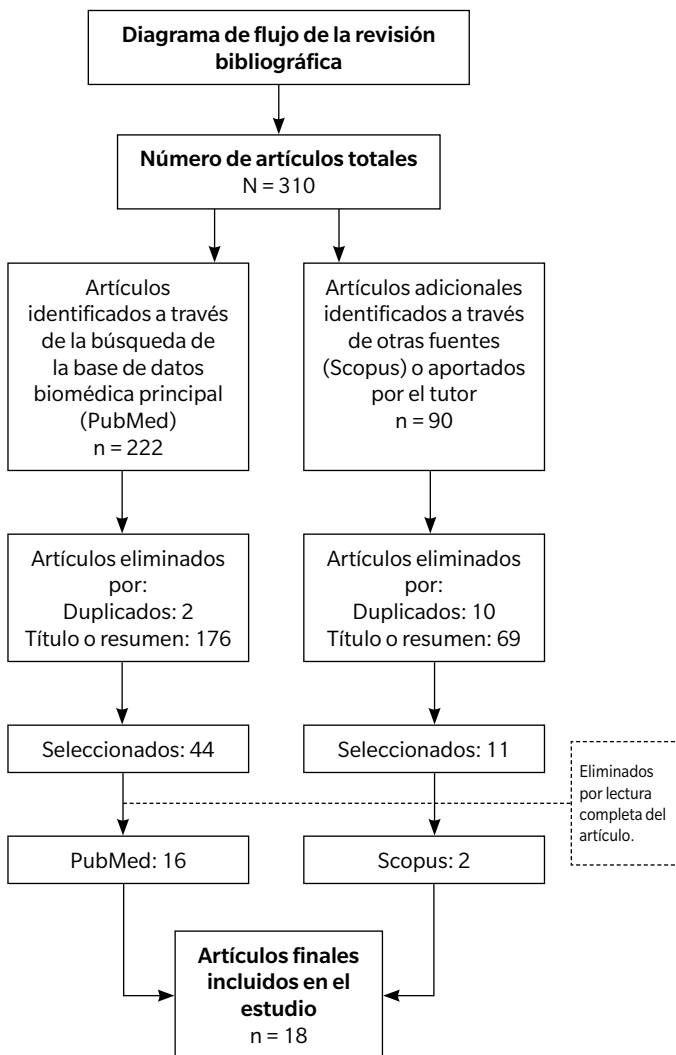 Diagrama de flujo de la revisión
bibliográfica
Número de artículos totales
N = 310
Artículos
identificados a través
de la búsqueda de
la base de datos
biomédica principal
(PubMed)
n = 222
Artículos adicionales
identificados a través
de otras fuentes
(Scopus) o aportados
por el tutor
n = 90
Artículos eliminados
por:
Duplicados: 2
Título o resumen: 176
Artículos eliminados
por:
Duplicados: 10
Título o resumen: 69
Seleccionados: 44
Seleccionados: 11
Eliminados
por lectura
completa del
artículo.
PubMed: 16
Scopus: 2
Artículos finales
incluidos en el
estudio
n = 18